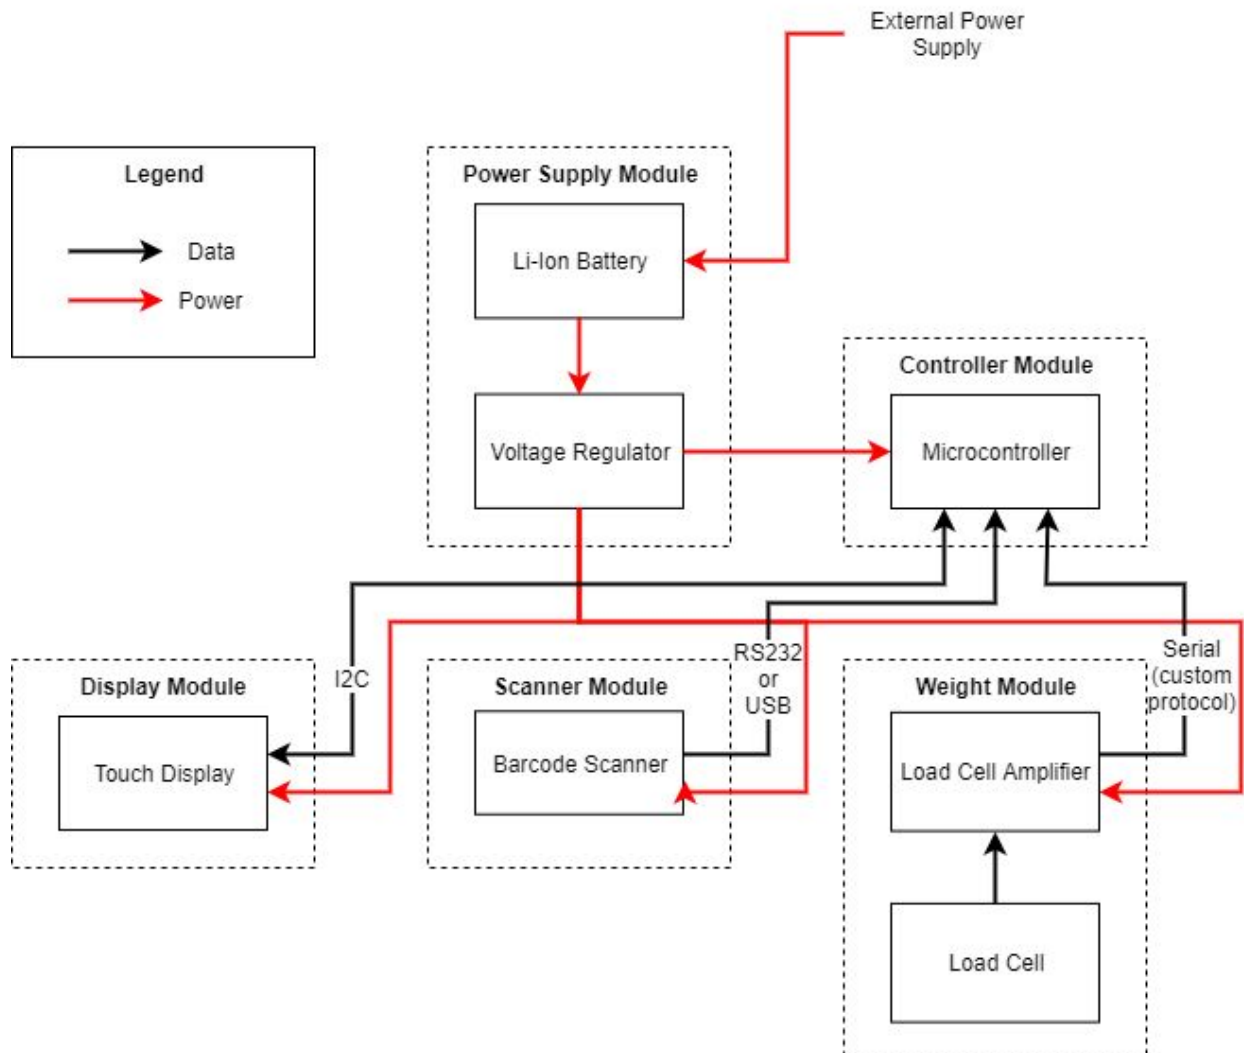 External Power
Supply
Legend
Data
Power
Power Supply Module
Li-Ion Battery
Voltage Regulator
Controller Module
Microcontroller
I2C
RS232
or
USB
Serial
(custom
protocol)
Display Module
Touch Display
Scanner Module
Barcode Scanner
Weight Module
Load Cell Amplifier
Load Cell